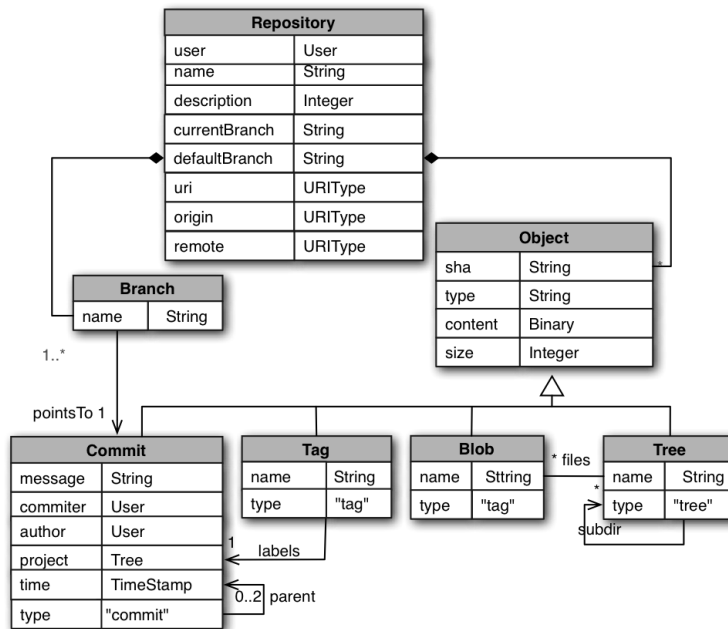 Repository
user User
name String
description Integer
currentBranch String
defaultBranch String
uri URIType
origin URIType
remote URIType
Object
sha String
*
type String
content Binary
size Integer
Branch
name String
1..*
pointsTo 1
Commit
message String
commiter User
author User
project Tree
time TimeStamp
type "commit"
Tag
name String
type "tag"
Blob
name Sttring
type "tag"
* files
Tree
name String
type "tree"
*
subdir
1
labels
0..2 parent